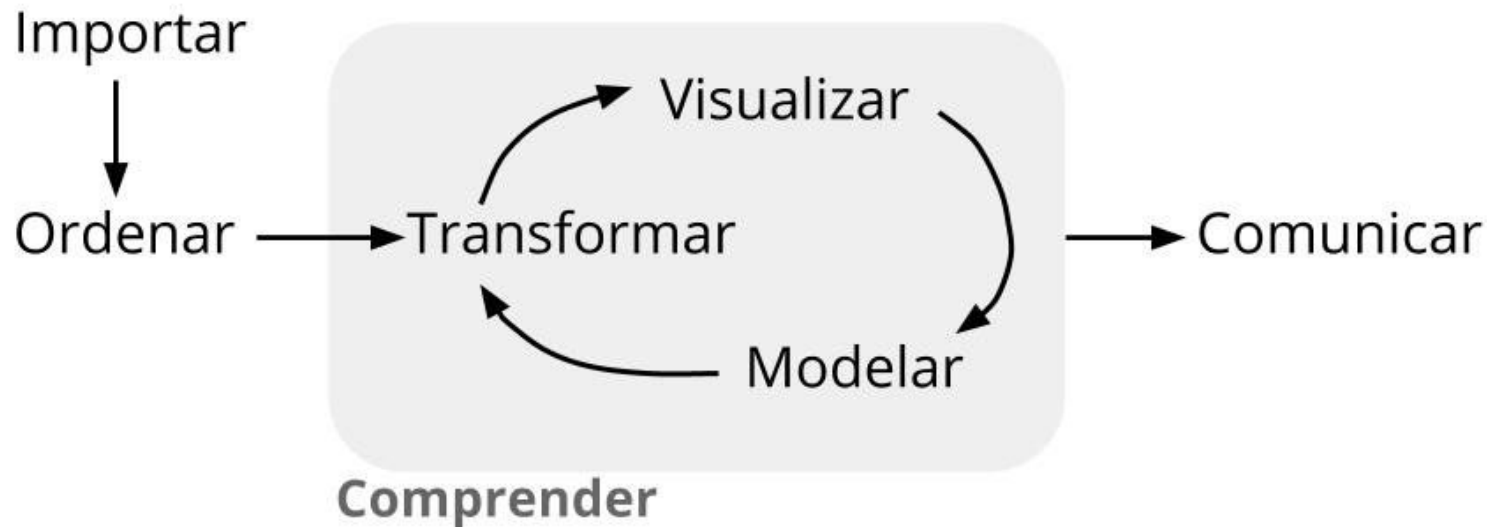 Importar
Visualizar
Ordenar
Transformar
Comunicar
Modelar
Comprender